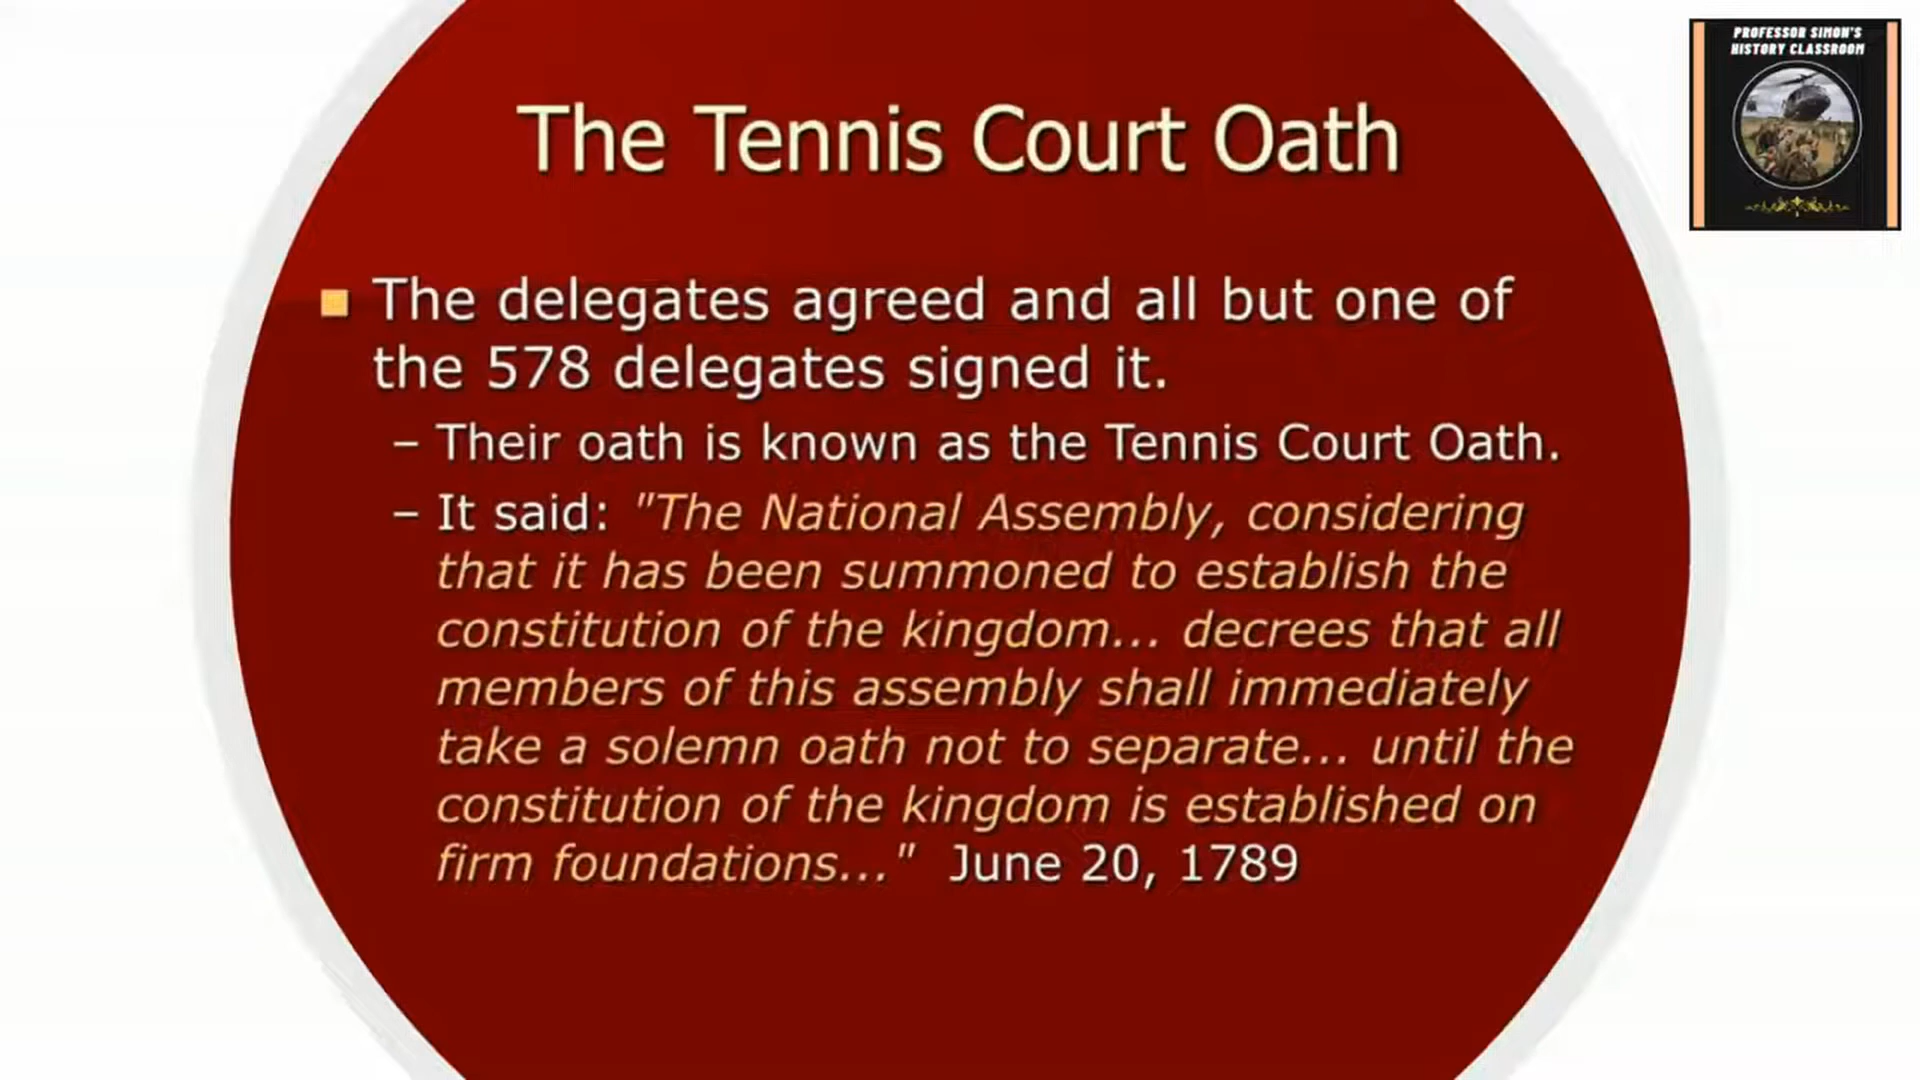 PROFESSOR SIMON'S
HISTORY CLASSROOM
The Tennis Court Oath
The delegates agreed and all but one of
the 578 delegates signed it.
– Their oath is known as the Tennis Court Oath.
– It said: "The National Assembly, considering
that it has been summoned to establish the
constitution of the kingdom... decrees that all
members of this assembly shall immediately
take a solemn oath not to separate... until the
constitution of the kingdom is established on
firm foundations..." June 20, 1789